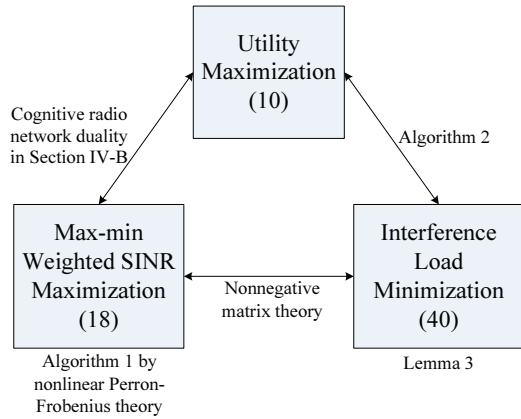 Utility
Maximization
(10)
Cognitive radio
network duality
in Section IV-B
Algorithm 2
Max-min
Weighted SINR
Maximization
(18)
Nonnegative
matrix theory
Interference
Load
Minimization
(40)
Algorithm 1 by
nonlinear Perron-
Frobenius theory
Lemma 3